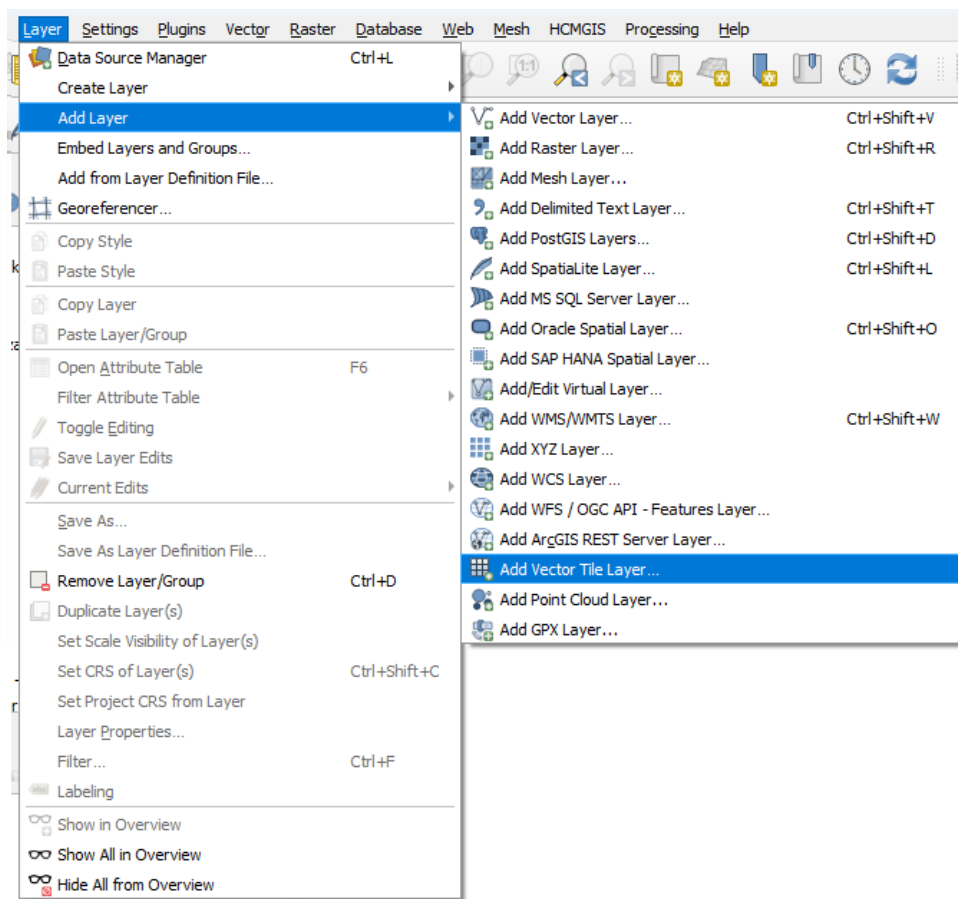 Layer Settings Plugins Vector Raster Database Web Mesh HCMGIS Processing Help
Data Source Manager Ctrl+L
Create Layer
Add Layer
Embed Layers and Groups...
Add from Layer Definition File...
Georeferencer...
Copy Style
Paste Style
Copy Layer
Paste Layer/Group
Open Attribute Table F6
Filter Attribute Table
Toggle Editing
Save Layer Edits
Current Edits
Save As...
Save As Layer Definition File...
Remove Layer/Group Ctrl+D
Duplicate Layer(s)
Set Scale Visibility of Layer(s)
Set CRS of Layer(s) Ctrl+Shift+C
Set Project CRS from Layer
Layer Properties...
Filter... Ctrl+F
Labeling
Show in Overview
Show All in Overview
Hide All from Overview
Add Vector Layer... Ctrl+Shift+V
Add Raster Layer... Ctrl+Shift+R
Add Mesh Layer...
Add Delimited Text Layer... Ctrl+Shift+T
Add PostGIS Layers... Ctrl+Shift+D
Add SpatiaLite Layer... Ctrl+Shift+L
Add MS SQL Server Layer...
Add Oracle Spatial Layer... Ctrl+Shift+O
Add SAP HANA Spatial Layer...
Add/Edit Virtual Layer...
Add WMS/WMTS Layer... Ctrl+Shift+W
Add XYZ Layer...
Add WCS Layer...
Add WFS / OGC API - Features Layer...
Add ArcGIS REST Server Layer...
Add Vector Tile Layer...
Add Point Cloud Layer...
Add GPX Layer...